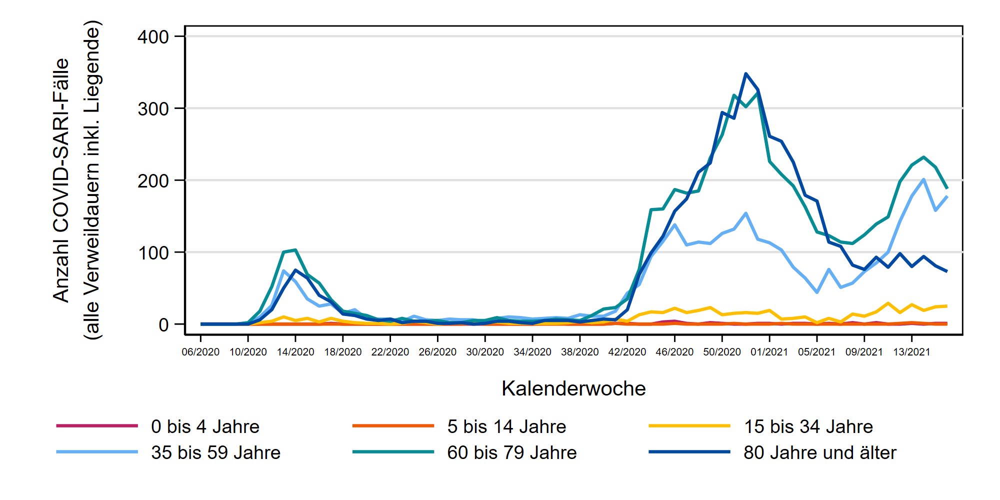 Anzahl COVID-SARI-Fälle
(alle Verweildauern inkl. Liegende)
400
300
200
100
0
06/2020 10/2020 14/2020 18/2020 22/2020 26/2020 30/2020 34/2020 38/2020 42/2020 46/2020 50/2020 01/2021 05/2021 09/2021 13/2021
Kalenderwoche
0 bis 4 Jahre 5 bis 14 Jahre 15 bis 34 Jahre
35 bis 59 Jahre 60 bis 79 Jahre 80 Jahre und älter